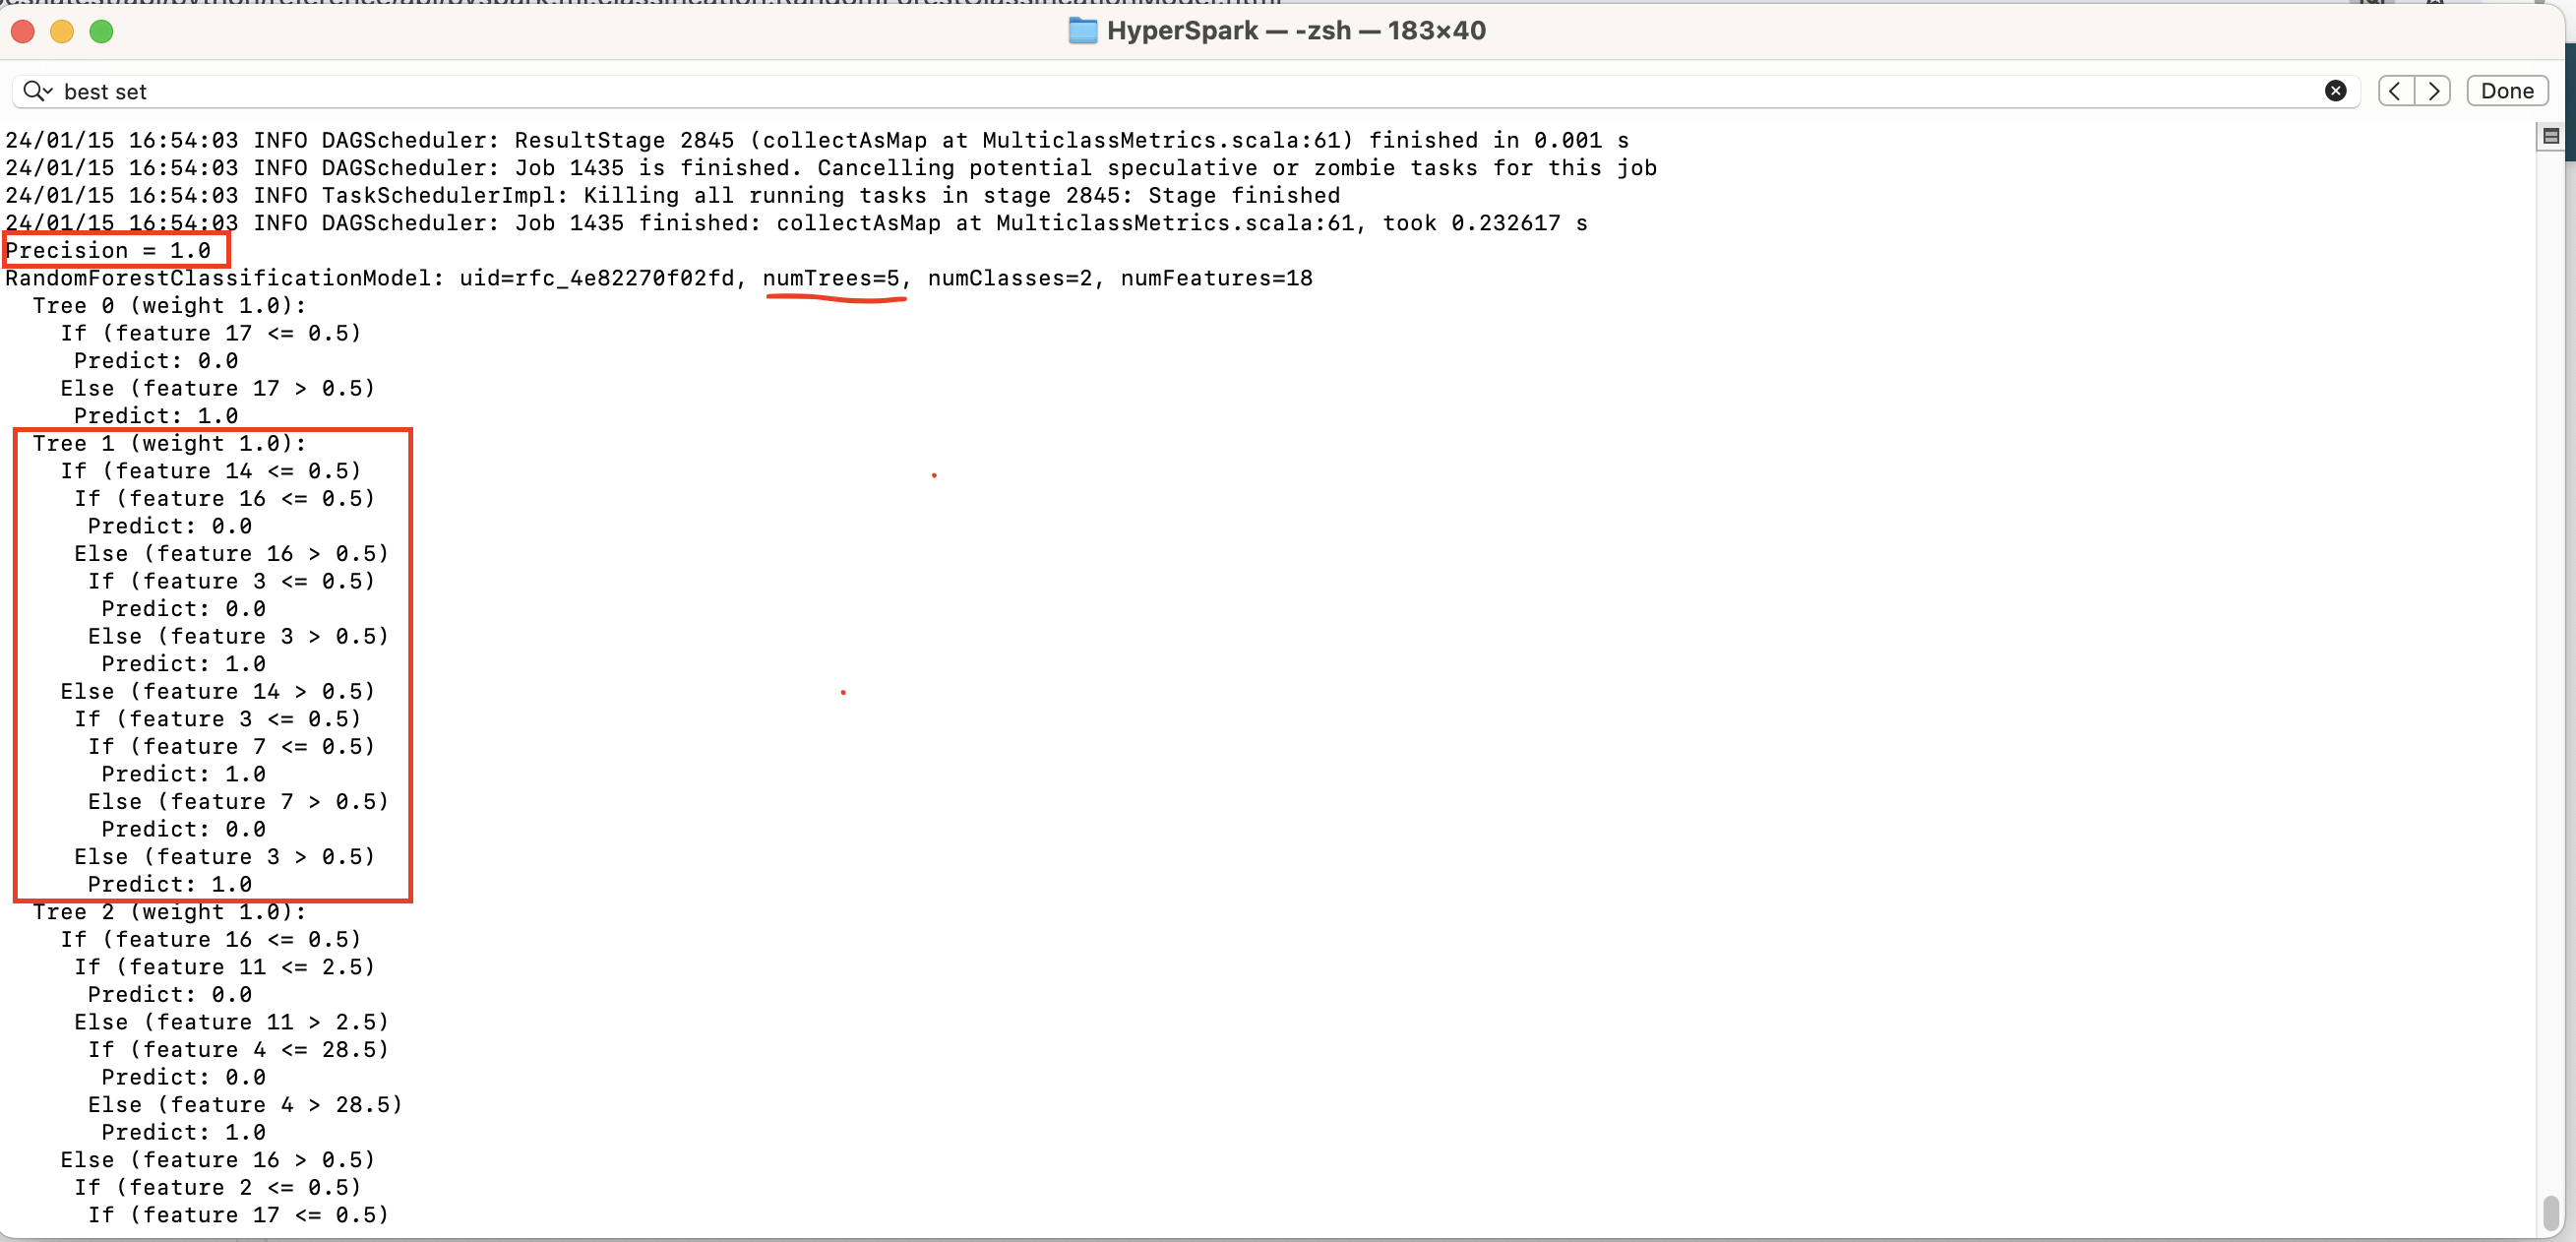 HyperSpark — -zsh — 183×40
best set
Done
24/01/15 16:54:03 INFO DAGScheduler: ResultStage 2845 (collectAsMap at MulticlassMetrics.scala:61) finished in 0.001 s
24/01/15 16:54:03 INFO DAGScheduler: Job 1435 is finished. Cancelling potential speculative or zombie tasks for this job
24/01/15 16:54:03 INFO TaskSchedulerImpl: Killing all running tasks in stage 2845: Stage finished
24/01/15 16:54:03 INFO DAGScheduler: Job 1435 finished: collectAsMap at MulticlassMetrics.scala:61, took 0.232617 s
Precision = 1.0
RandomForestClassificationModel: uid=rfc_4e82270f02fd, numTrees=5, numClasses=2, numFeatures=18
Tree 0 (weight 1.0):
If (feature 17 <= 0.5)
Predict: 0.0
Else (feature 17 > 0.5)
Predict: 1.0
Tree 1 (weight 1.0):
If (feature 14 <= 0.5)
If (feature 16 <= 0.5)
Predict: 0.0
Else (feature 16 > 0.5)
If (feature 3 <= 0.5)
Predict: 0.0
Else (feature 3 > 0.5)
Predict: 1.0
Else (feature 14 > 0.5)
If (feature 3 <= 0.5)
If (feature 7 <= 0.5)
Predict: 1.0
Else (feature 7 > 0.5)
Predict: 0.0
Else (feature 3 > 0.5)
Predict: 1.0
Tree 2 (weight 1.0):
If (feature 16 <= 0.5)
If (feature 11 <= 2.5)
Predict: 0.0
Else (feature 11 > 2.5)
If (feature 4 <= 28.5)
Predict: 0.0
Else (feature 4 > 28.5)
Predict: 1.0
Else (feature 16 > 0.5)
If (feature 2 <= 0.5)
If (feature 17 <= 0.5)